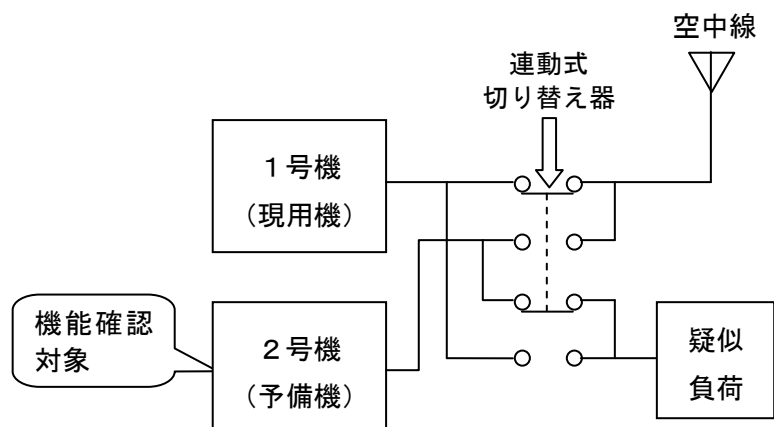 空中線
連動式
切り替え器
１号機
（現用機）
機能確認
対象
２号機
（予備機）
疑似
負荷